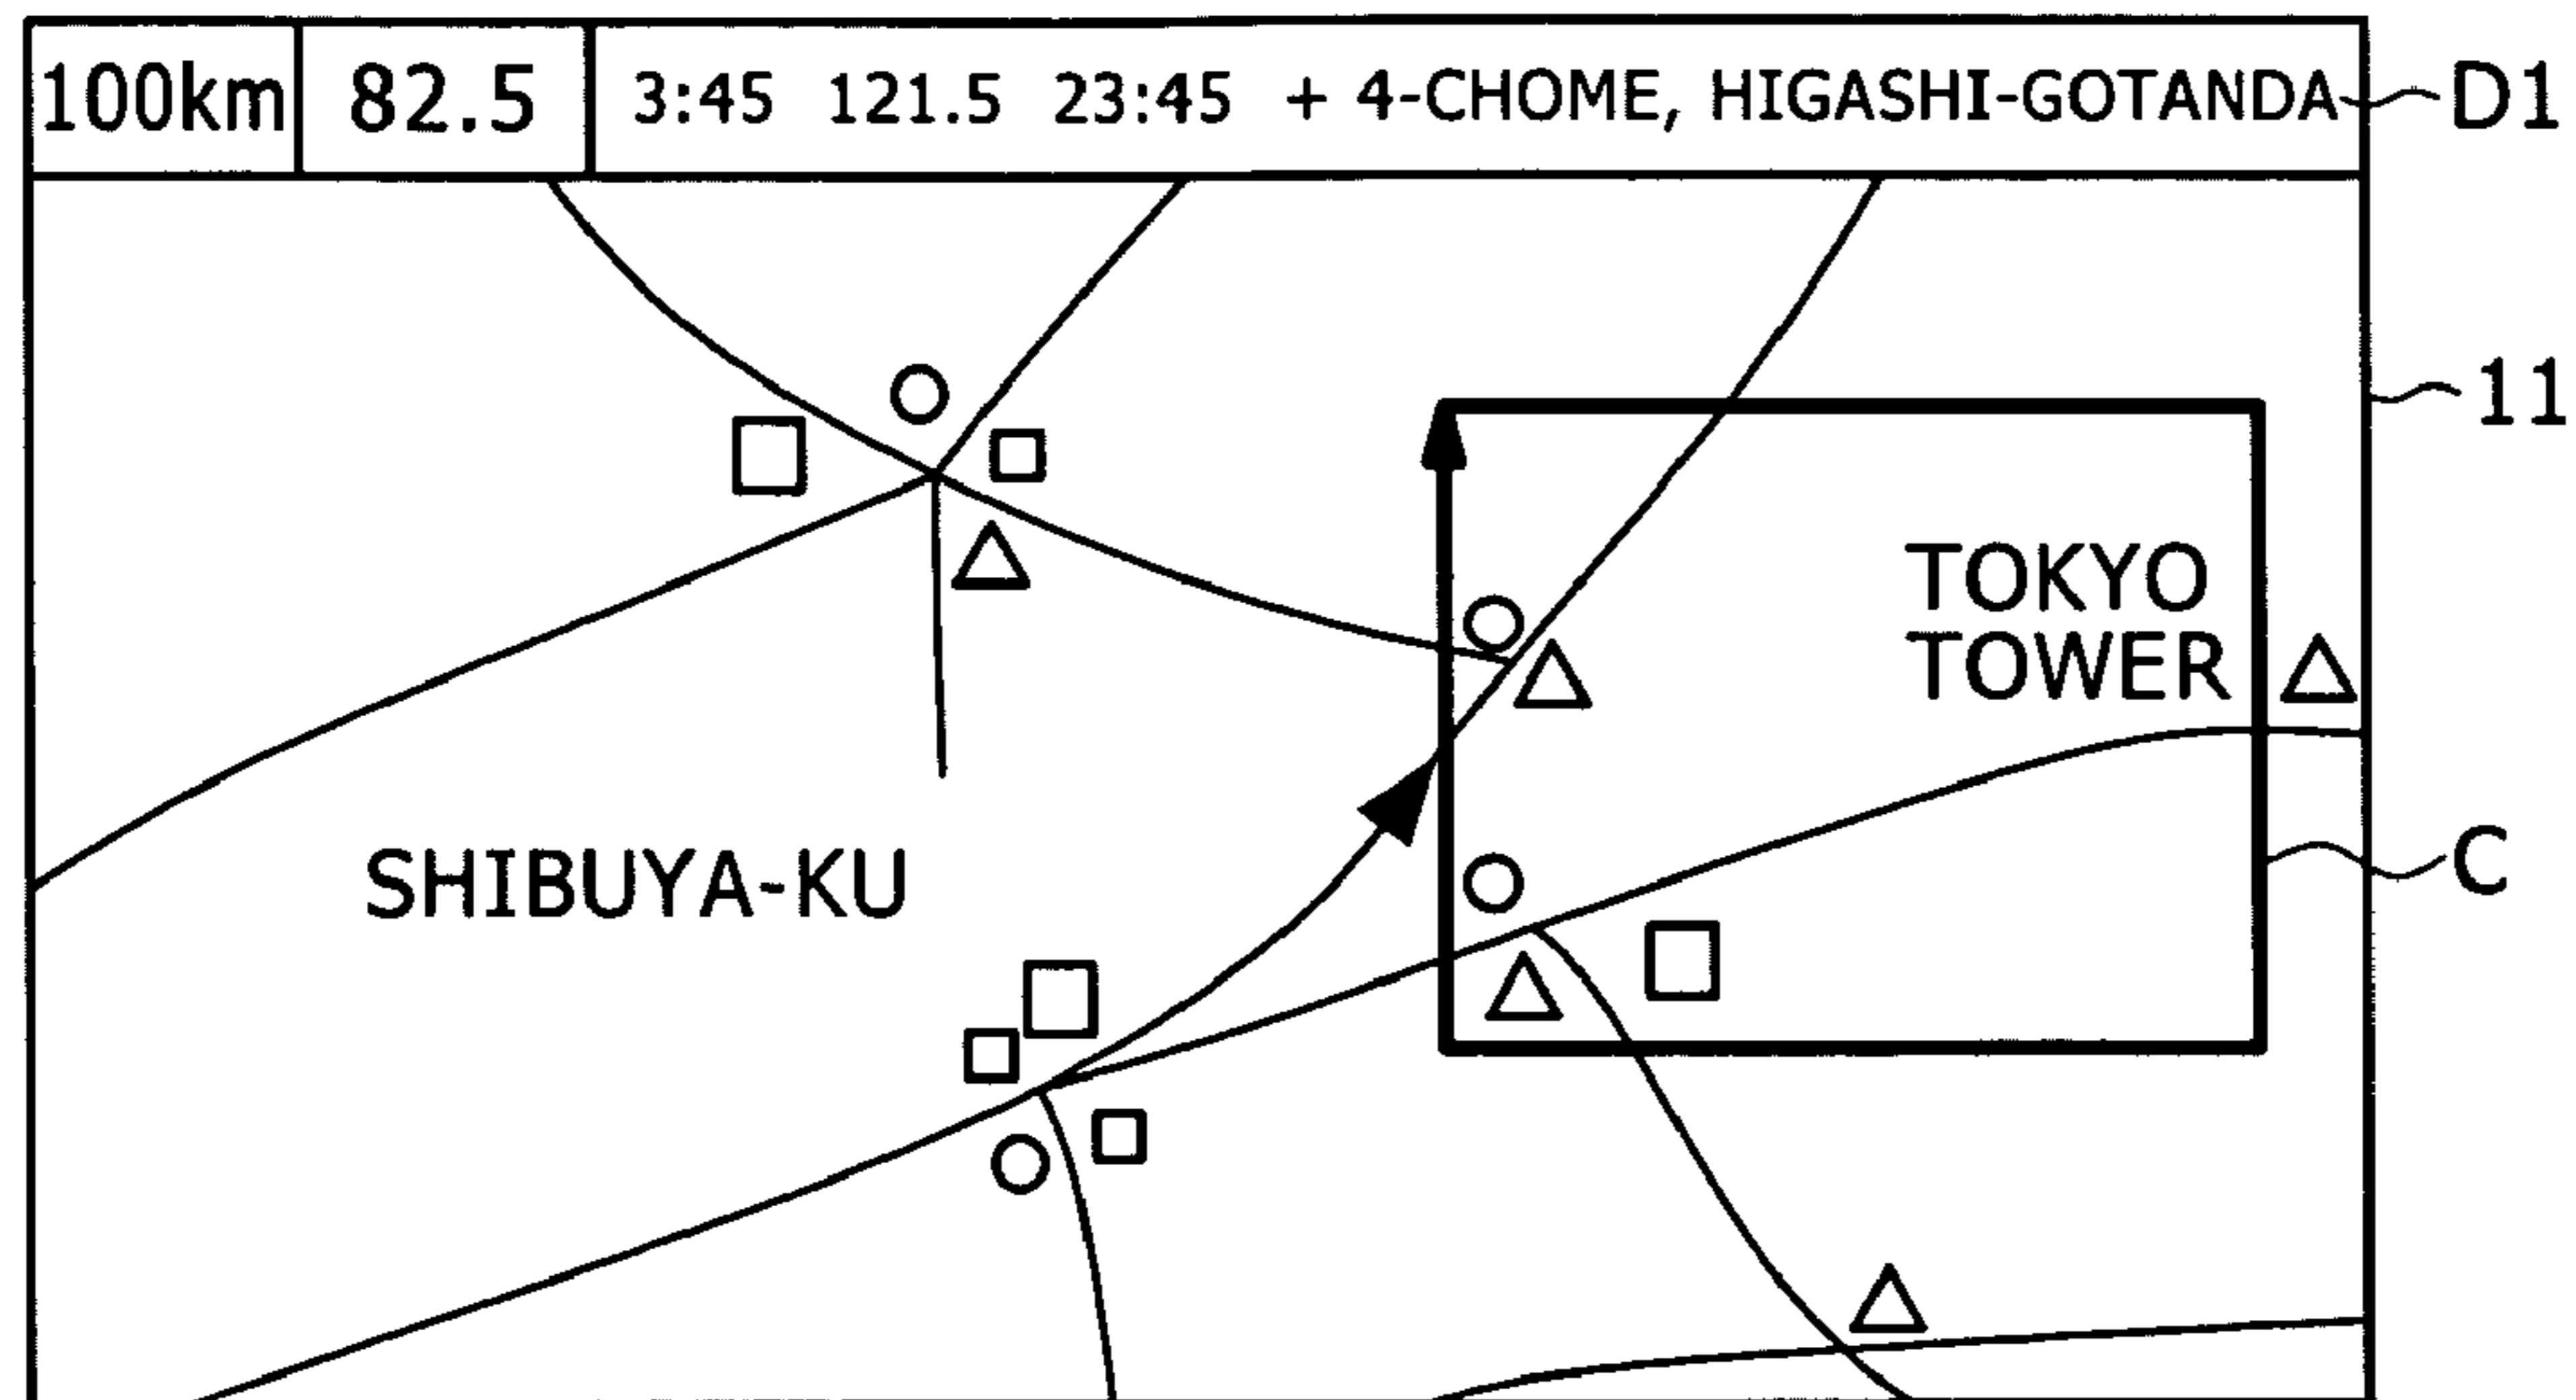 100km 82.5 3:45 121.5 23:45 + 4-CHOME, HIGASHI-GOTANDA D1
11
TOKYO
TOWER
SHIBUYA-KU
C